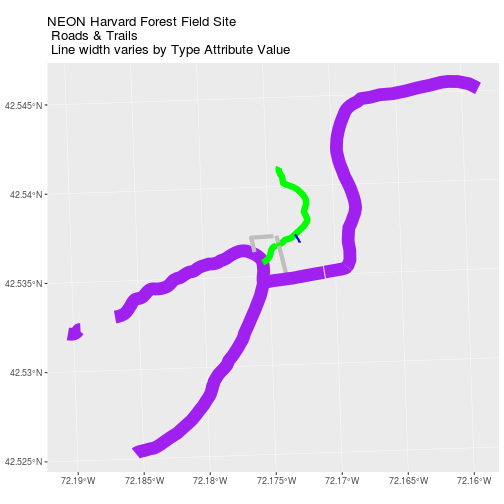 NEON Harvard Forest Field Site
Roads & Trails
Line width varies by Type Attribute Value
42.545°N
42.54°N
42.535°N
42.53°N
42.525°N
72.19°W 72.185°W 72.18°W 72.175°W 72.17°W 72.165°W 72.16°W